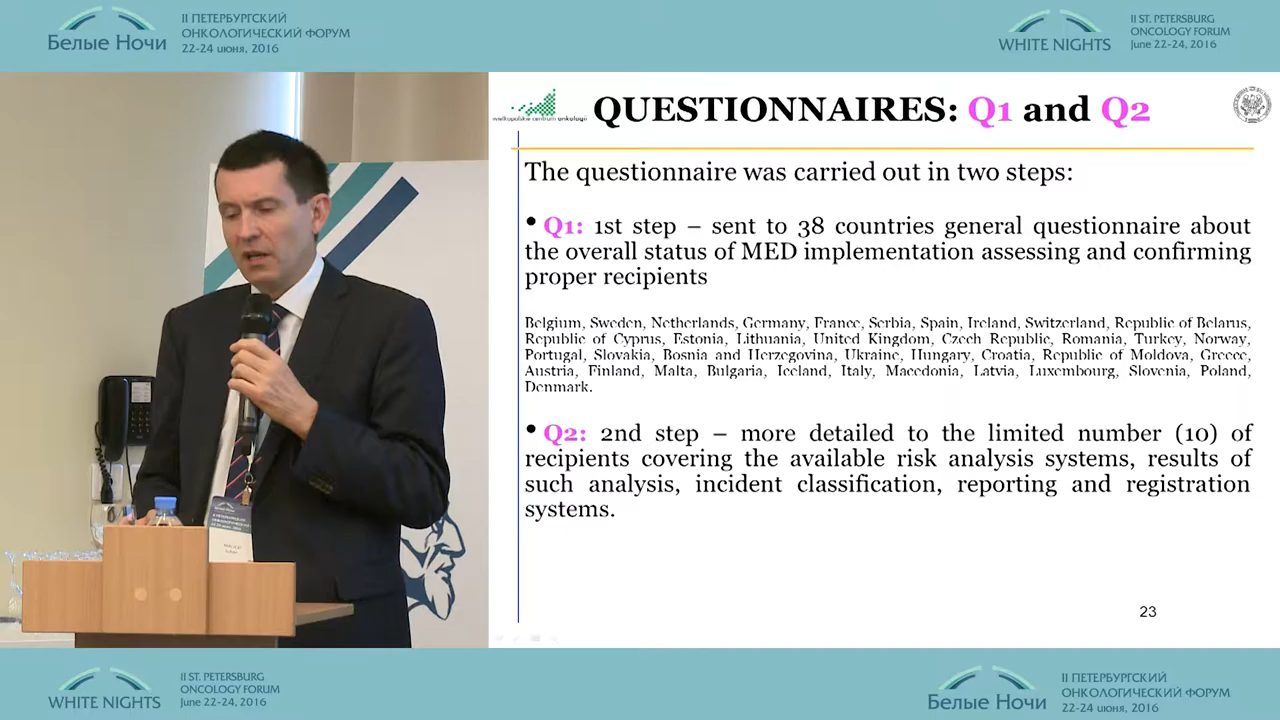 Белые Ночи
II ПЕТЕРБУРГСКИЙ
ОНКОЛОГИЧЕСКИЙ ФОРУМ
22-24 июня, 2016
WHITE NIGHTS
II ST. PETERSBURG
ONCOLOGY FORUM
June 22-24, 2016
wielkopolskie centrum onkologii
QUESTIONNAIRES: Q1 and Q2
The questionnaire was carried out in two steps:
• Q1: 1st step – sent to 38 countries general questionnaire about
the overall status of MED implementation assessing and confirming
proper recipients
Belgium, Sweden, Netherlands, Germany, France, Serbia, Spain, Ireland, Switzerland, Republic of Belarus,
Republic of Cyprus, Estonia, Lithuania, United Kingdom, Czech Republic, Romania, Turkey, Norway,
Portugal, Slovakia, Bosnia and Herzegovina, Ukraine, Hungary, Croatia, Republic of Moldova, Greece,
Austria, Finland, Malta, Bulgaria, Iceland, Italy, Macedonia, Latvia, Luxembourg, Slovenia, Poland,
Denmark.
• Q2: 2nd step – more detailed to the limited number (10) of
recipients covering the available risk analysis systems, results of
such analysis, incident classification, reporting and registration
systems.
23
WHITE NIGHTS
II ST. PETERSBURG
ONCOLOGY FORUM
June 22-24, 2016
Белые Ночи
II ПЕТЕРБУРГСКИЙ
ОНКОЛОГИЧЕСКИЙ ФОРУМ
22-24 июня, 2016